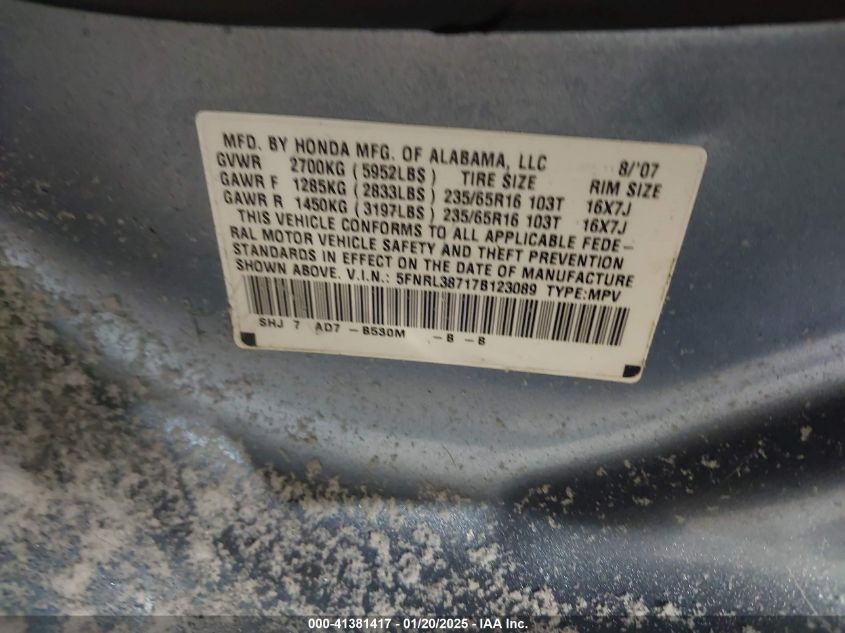 MFD. BY HONDA MFG. OF ALABAMA, LLC 8/'07
GVWR 2700KG (5952LBS) TIRE SIZE RIM SIZE
GAWR F 1285KG (2833LBS) 235/65R16 103T 16X7J
GAWR R 1450KG (3197LBS) 235/65R16 103T 16X7J
THIS VEHICLE CONFORMS TO ALL APPLICABLE FEDE-
RAL MOTOR VEHICLE SAFETY AND THEFT PREVENTION
STANDARDS IN EFFECT ON THE DATE OF MANUFACTURE
SHOWN ABOVE. V.I.N.: 5FNRL38717B123089 TYPE:MPV
SHJ 7 AD7 -B530M -B -B
000-41381417 - 01/20/2025 - IAA Inc.